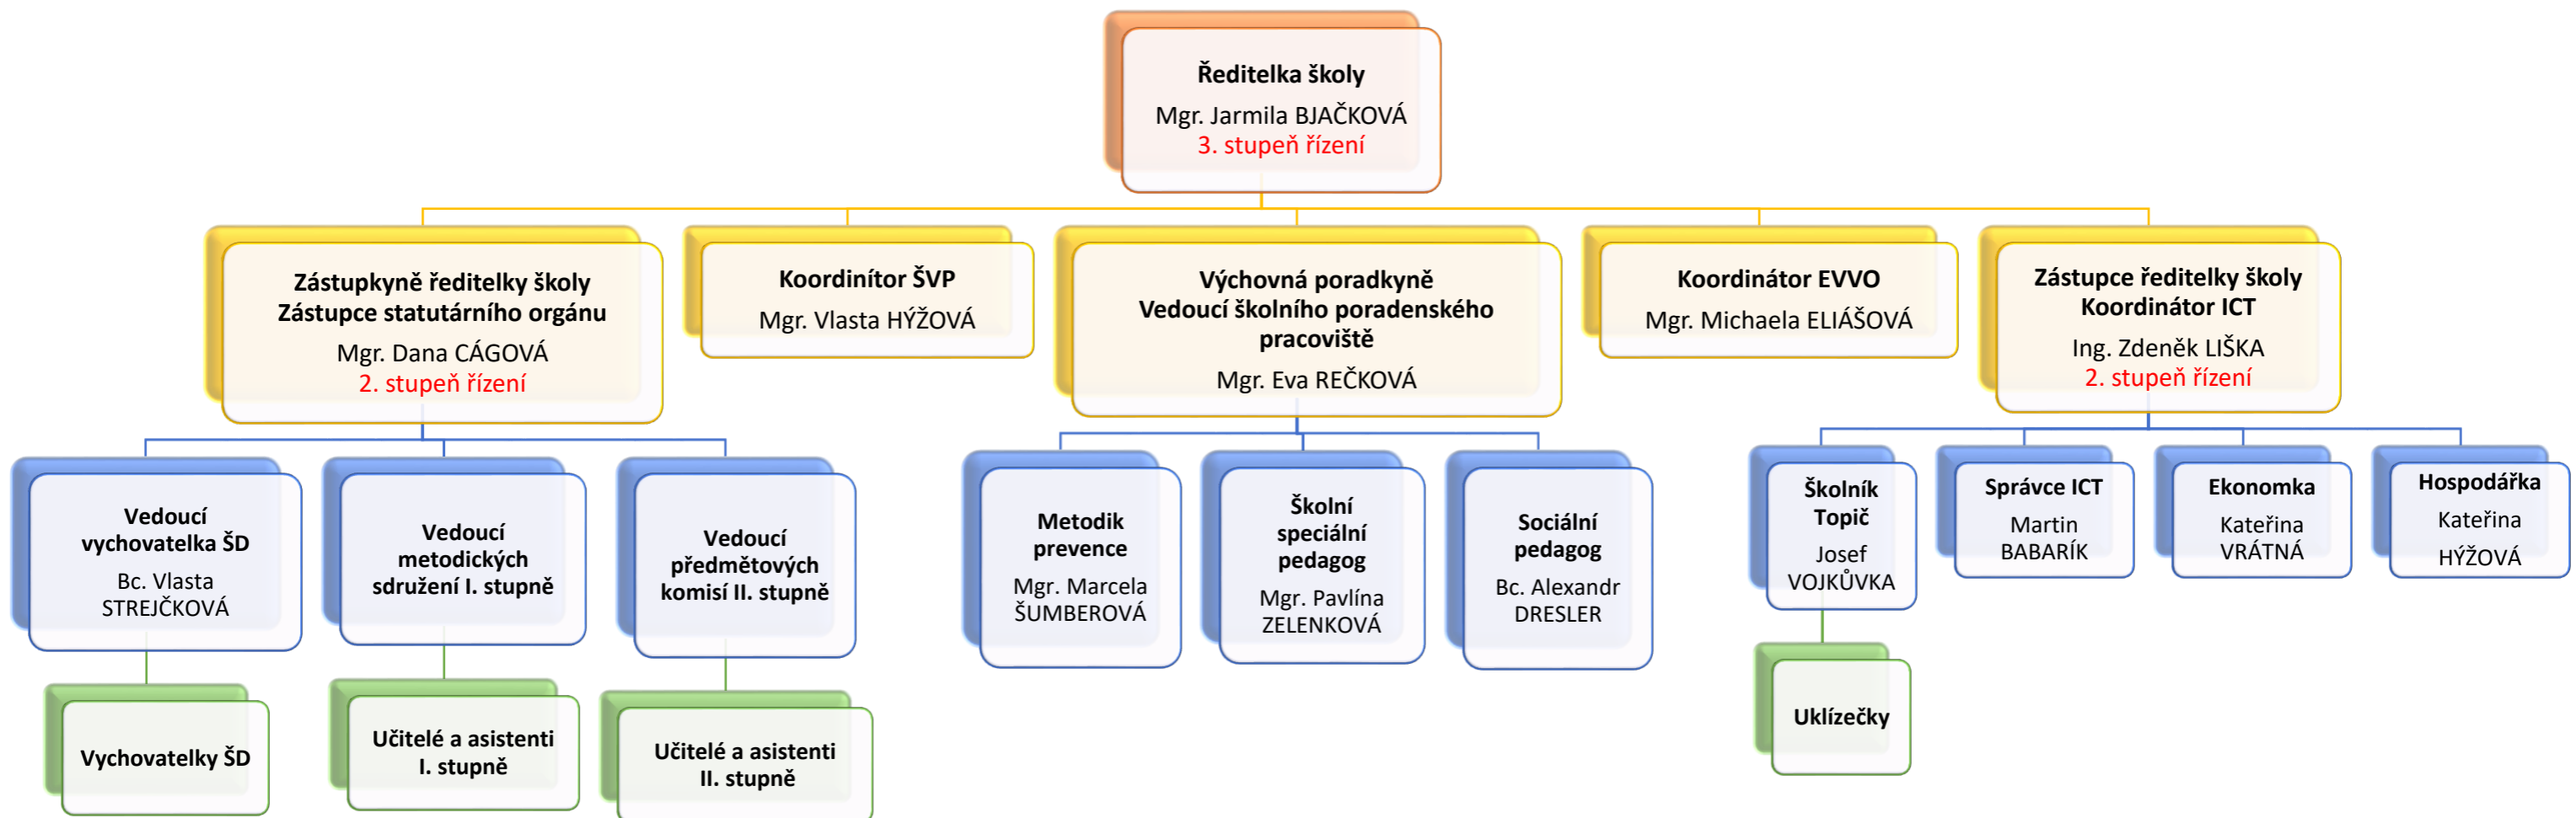 Ředitelka školy
Mgr. Jarmila BJAČKOVÁ
3. stupeň řízení
Zástupkyně ředitelky školy
Zástupce statutárního orgánu
Mgr. Dana CÁGOVÁ
2. stupeň řízení
Koordinítor ŠVP
Mgr. Vlasta HÝŽOVÁ
Výchovná poradkyně
Vedoucí školního poradenského
pracoviště
Mgr. Eva REČKOVÁ
Koordinátor EVVO
Mgr. Michaela ELIÁŠOVÁ
Zástupce ředitelky školy
Koordinátor ICT
Ing. Zdeněk LIŠKA
2. stupeň řízení
Vedoucí
vychovatelka ŠD
Bc. Vlasta
STREJČKOVÁ
Vedoucí
metodických
sdružení I. stupně
Vedoucí
předmětových
komisí II. stupně
Metodik
prevence
Mgr. Marcela
ŠUMBEROVÁ
Školní
speciální
pedagog
Mgr. Pavlína
ZELENKOVÁ
Sociální
pedagog
Bc. Alexandr
DRESLER
Školník
Topič
Josef
VOJKŮVKA
Správce ICT
Martin
BABARÍK
Ekonomka
Kateřina
VRÁTNÁ
Hospodářka
Kateřina
HÝŽOVÁ
Vychovatelky ŠD
Učitelé a asistenti
I. stupně
Učitelé a asistenti
II. stupně
Uklízečky